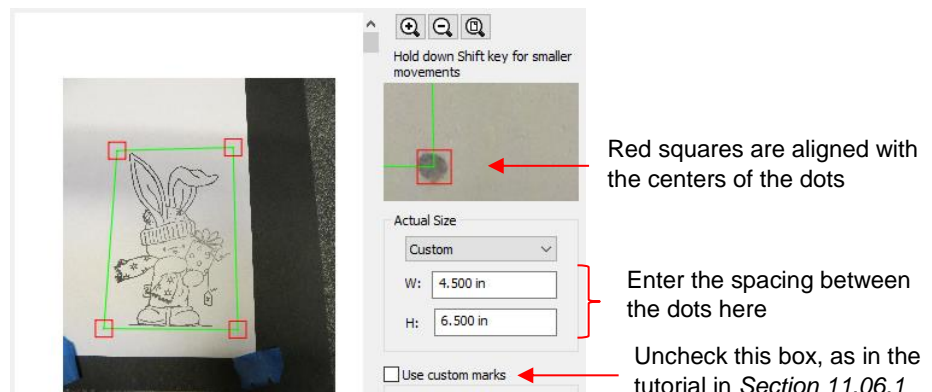 Hold down Shift key for smaller
movements
Red squares are aligned with
the centers of the dots
Actual Size
Custom
W: 4.500 in
H: 6.500 in
Enter the spacing between
the dots here
Use custom marks
Uncheck this box, as in the
tutorial in Section 11.06.1